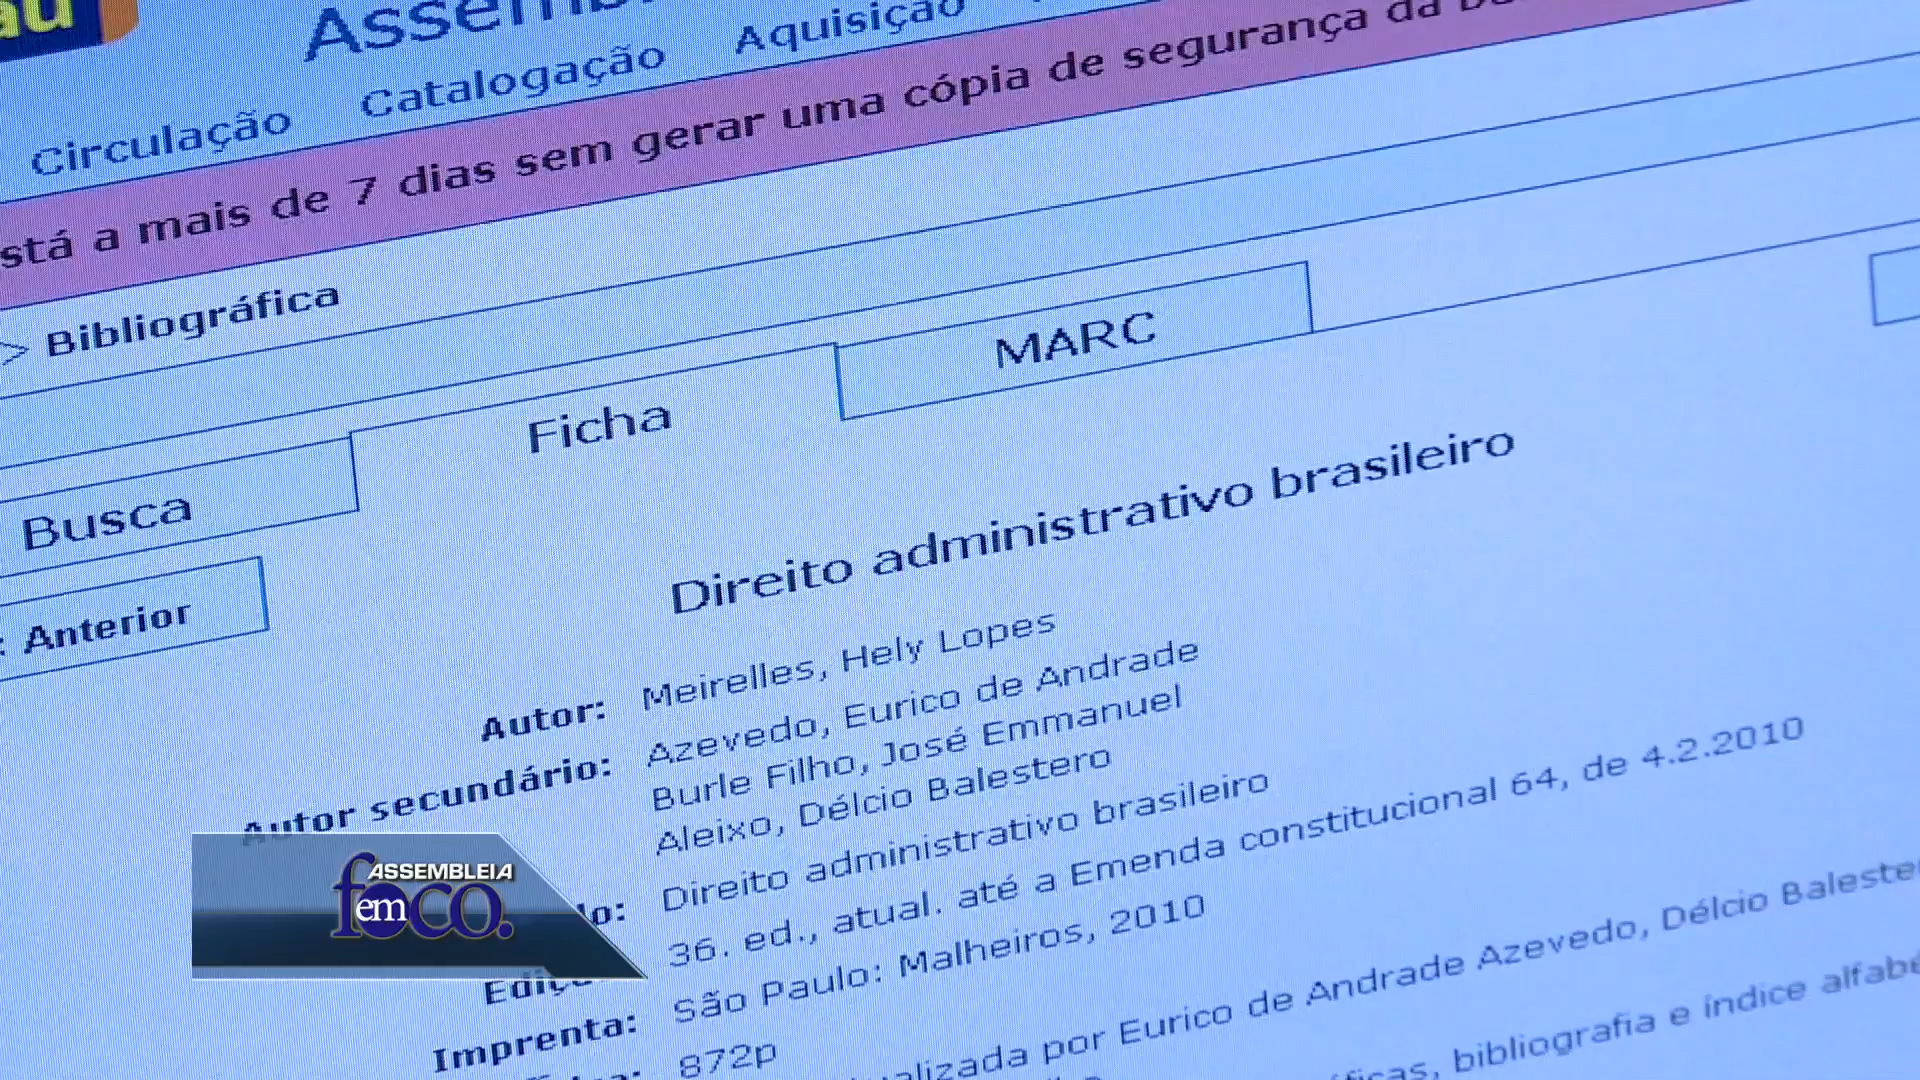 Circulação Catalogação Aquisição
a mais de 7 dias sem gerar uma cópia de segurança da
> Bibliográfica
Busca Ficha MARC
Anterior
Direito administrativo brasileiro
Autor: Meirelles, Hely Lopes
Autor secundário: Azevedo, Eurico de Andrade
Burle Filho, José Emmanuel
Aleixo, Délcio Balestero
Direito administrativo brasileiro
36. ed., atual. até a Emenda constitucional 64, de 4.2.2010
Imprenta: São Paulo: Malheiros, 2010
872p
por Eurico de Andrade Azevedo, Délcio
bibliografia e índice
ASSEMBLEIA
em foco.